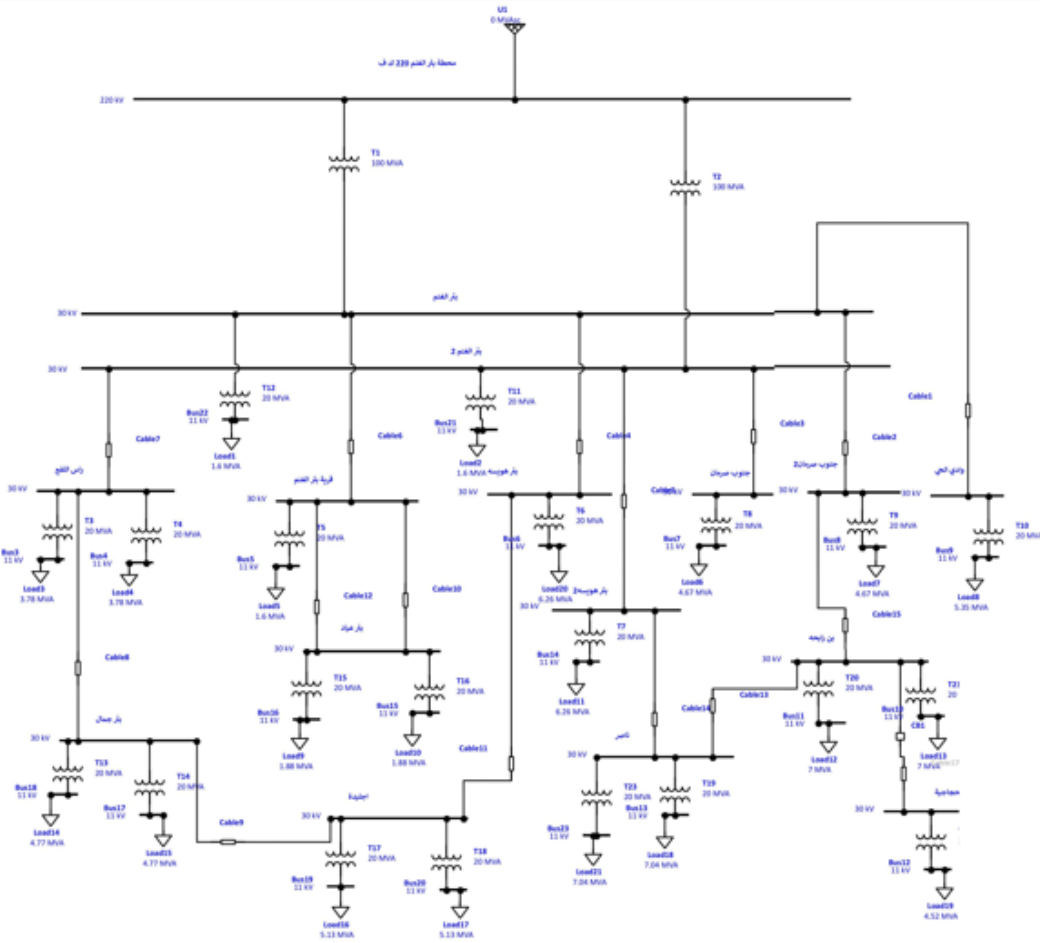 U1
0 MVAsc
محطة بئر الغنم 220 ك ف
220 kV
T1
100 MVA
T2
100 MVA
بئر الغنم
30 kV
بئر الغنم 2
30 kV
T12
20 MVA
Bus22
11 kV
Load1
1.6 MVA
T11
20 MVA
Bus21
11 kV
Load2
1.6 MVA
Cable1
Cable2
Cable3
Cable4
Cable6
Cable7
30 kV
T3
20 MVA
T4
20 MVA
Bus3
11 kV
Bus4
11 kV
Load3
3.78 MVA
Load4
3.78 MVA
قرية بئر الغنم
30 kV
T5
20 MVA
Bus5
11 kV
Load5
1.6 MVA
Cable12
Cable10
بئر هويسه
30 kV
T6
20 MVA
11 kV
Load20
6.26 MVA
جنوب صرمان
T8
20 MVA
Bus7
11 kV
Load6
4.67 MVA
جنوب صرمان2
30 kV
T9
20 MVA
Bus8
11 kV
Load7
4.67 MVA
وادي الحي
30 kV
T10
20 MVA
Bus9
11 kV
Load8
5.35 MVA
بئر هويسه2
30 kV
T7
20 MVA
Bus14
11 kV
Load11
6.26 MVA
Cable15
Cable8
بئر عياد
30 kV
T15
20 MVA
T16
20 MVA
Bus16
11 kV
Bus15
11 kV
Load9
1.88 MVA
Load10
1.88 MVA
30 kV
T20
20 MVA
T21
20
Bus11
11 kV
11 kV
CB1
Load12
7 MVA
Load13
7 MVA
Cable13
Cable14
Cable11
بئر جمال
30 kV
T13
20 MVA
T14
20 MVA
Bus18
11 kV
Bus17
11 kV
Load14
4.77 MVA
Load15
4.77 MVA
Cable9
ناصر
30 kV
T23
20 MVA
T19
20 MVA
Bus23
11 kV
Bus13
11 kV
Load21
7.04 MVA
Load18
7.04 MVA
30 kV
T17
20 MVA
T18
20 MVA
Bus19
11 kV
Bus20
11 kV
Load16
5.13 MVA
Load17
5.13 MVA
30 kV
Bus12
11 kV
Load19
4.52 MVA